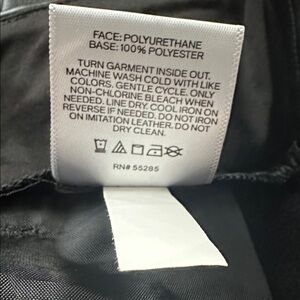 FACE: POLYURETHANE
BASE: 100% POLYESTER
TURN GARMENT INSIDE OUT.
MACHINE WASH COLD WITH LIKE
COLORS. GENTLE CYCLE. ONLY
NON-CHLORINE BLEACH WHEN
NEEDED. LINE DRY. COOL IRON ON
REVERSE IF NEEDED. DO NOT IRON
ON IMITATION LEATHER. DO NOT
DRY CLEAN.
RN# 55285